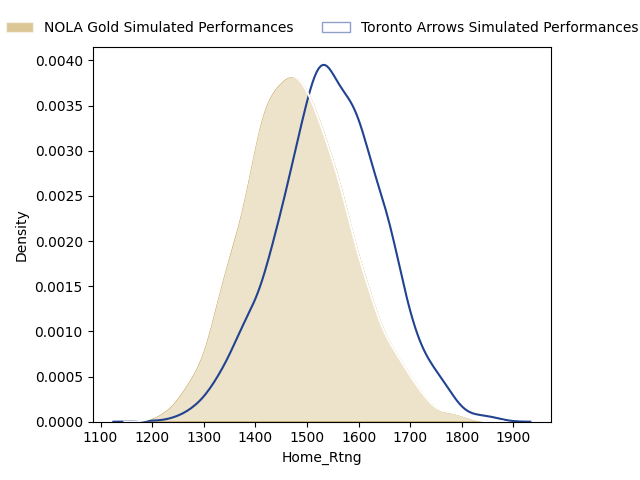 NOLA Gold Simulated Performances Toronto Arrows Simulated Performances
0.0040
0.0035
0.0030
0.0025
0.0020
0.0015
0.0010
0.0005
0.0000
Density
1100 1200 1300 1400 1500 1600 1700 1800 1900
Home_Rtng